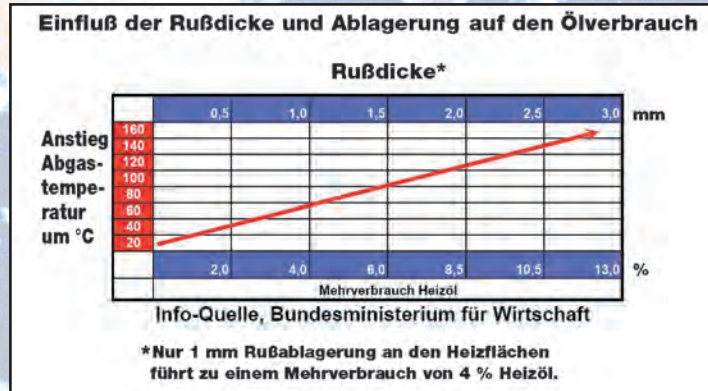 Einfluß der Rußdicke und Ablagerung auf den Ölverbrauch
Rußdicke*
0,5 1,0 1,5 2,0 2,5 3,0 mm
Anstieg
Abgas-
tempe-
ratur
um °C
160
140
120
100
80
60
40
20
2,0 4,0 6,0 8,5 10,5 13,0 %
Mehrverbrauch Heizöl
Info-Quelle, Bundesministerium für Wirtschaft
*Nur 1 mm Rußablagerung an den Heizflächen
führt zu einem Mehrverbrauch von 4 % Heizöl.